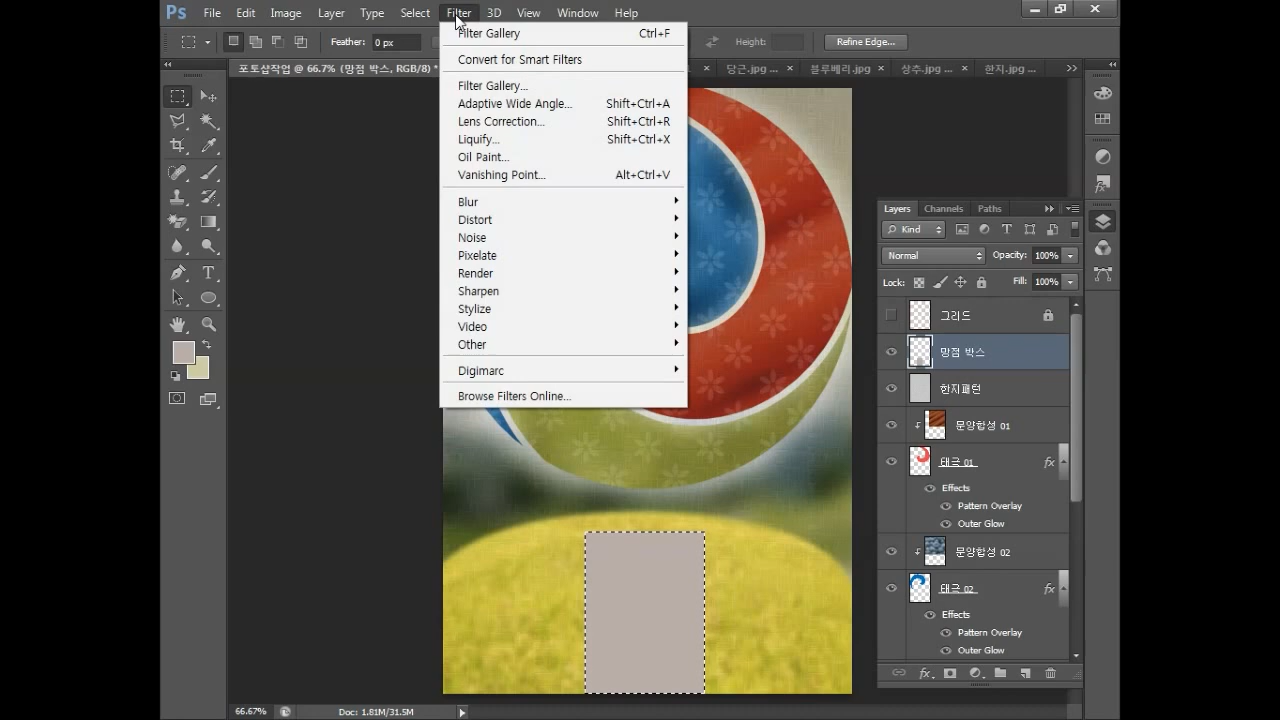 Ps File Edit Image Layer Type Select Filter 3D View Window Help
Feather: 0 px Height: Refine Edge...
포토샵작업 @ 66.7% (망점 박스, RGB/8) * 당근.jpg ... × 블루베리.jpg × 상추.jpg ... × 한지.jpg ...
Filter Gallery Ctrl+F
Convert for Smart Filters
Filter Gallery...
Adaptive Wide Angle... Shift+Ctrl+A
Lens Correction... Shift+Ctrl+R
Liquify... Shift+Ctrl+X
Oil Paint...
Vanishing Point... Alt+Ctrl+V
Blur
Distort
Noise
Pixelate
Render
Sharpen
Stylize
Video
Other
Digimarc
Browse Filters Online...
Layers Channels Paths
Kind
Normal Opacity: 100%
Lock: Fill: 100%
그리드
망점 박스
한지패턴
문양합성 01
태극 01 fx
Effects
Pattern Overlay
Outer Glow
문양합성 02
태극 02 fx
Effects
Pattern Overlay
Outer Glow
fx
66.67% Doc: 1.81M/31.5M